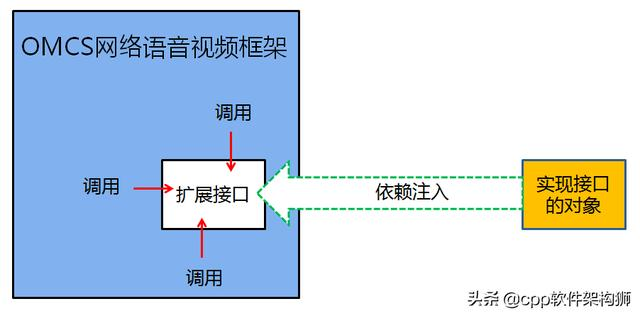 OMCS网络语音视频框架
调用
调用
扩展接口
调用
依赖注入
实现接口
的对象
头条 @cpp软件架构狮